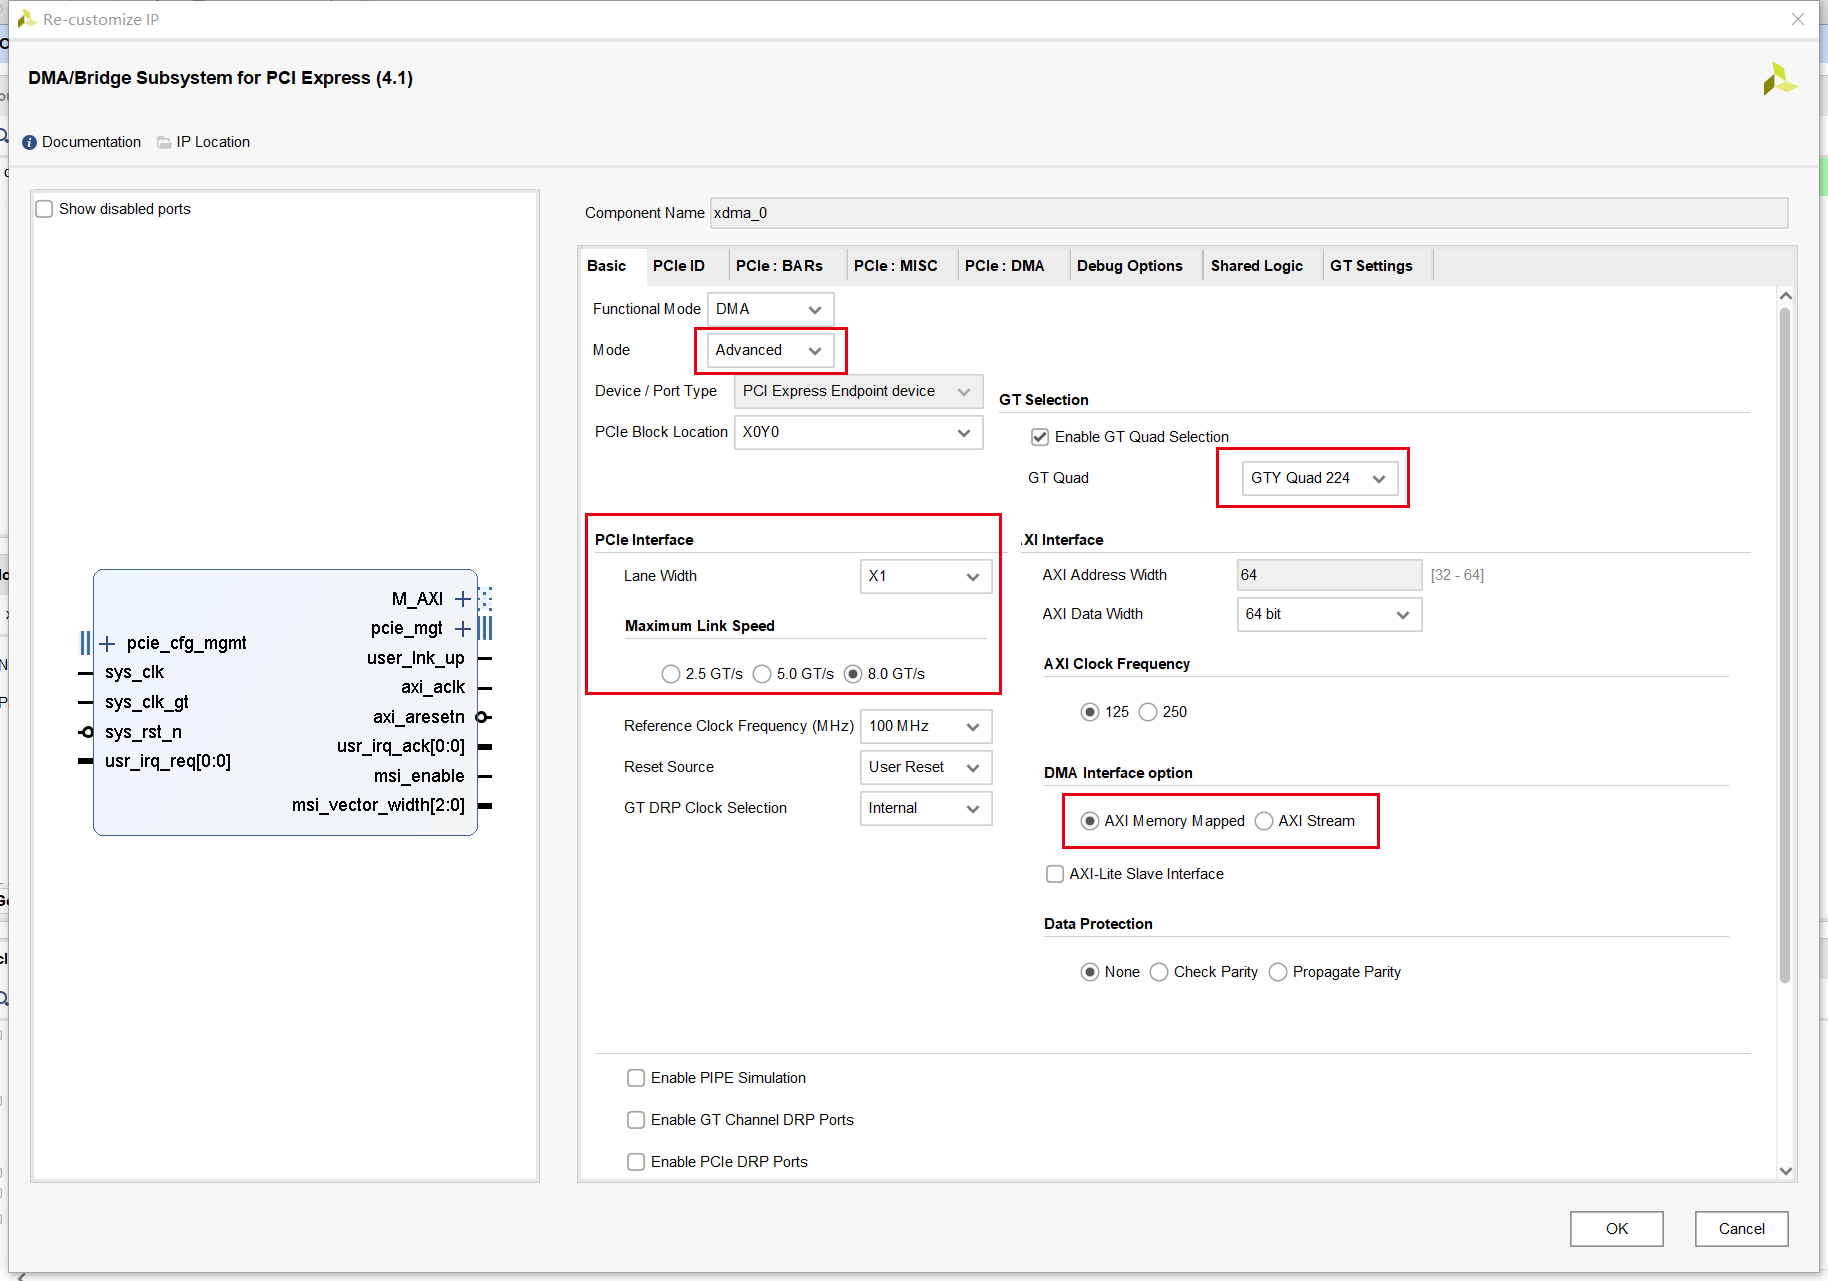 Re-customize IP
DMA/Bridge Subsystem for PCI Express (4.1)
Documentation
IP Location
Show disabled ports
M_AXI
pcie_mgt
pcie_cfg_mgmt
user_lnk_up
sys_clk
axi_aclk
sys_clk_gt
axi_aresetn
sys_rst_n
usr_irq_ack[0:0]
usr_irq_req[0:0]
msi_enable
msi_vector_width[2:0]
Component Name xdma_0
Basic PCIe ID PCIe : BARs PCIe : MISC PCIe : DMA Debug Options Shared Logic GT Settings
Functional Mode DMA
Mode Advanced
Device / Port Type PCI Express Endpoint device
PCIe Block Location X0Y0
GT Selection
Enable GT Quad Selection
GT Quad GTY Quad 224
PCIe Interface
Lane Width X1
Maximum Link Speed
2.5 GT/s 5.0 GT/s 8.0 GT/s
Reference Clock Frequency (MHz) 100 MHz
Reset Source User Reset
GT DRP Clock Selection Internal
XI Interface
AXI Address Width 64 [32 - 64]
AXI Data Width 64 bit
AXI Clock Frequency
125 250
DMA Interface option
AXI Memory Mapped AXI Stream
AXI-Lite Slave Interface
Data Protection
None Check Parity Propagate Parity
Enable PIPE Simulation
Enable GT Channel DRP Ports
Enable PCIe DRP Ports
OK Cancel